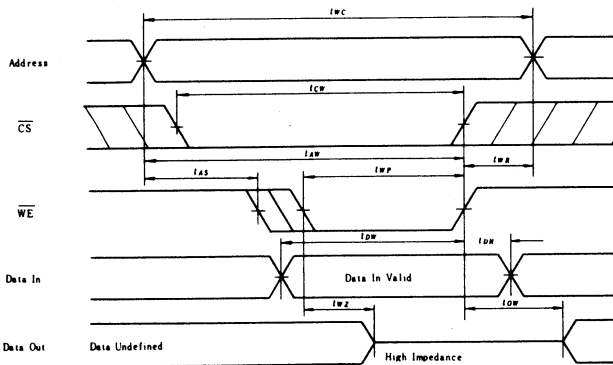 tWC
Address
tCW
CS
tAW
tWR
tAS
tWP
WE
tDW
tDH
Data In
Data In Valid
tWZ
tOW
Data Out
Data Undefined
High Impedance